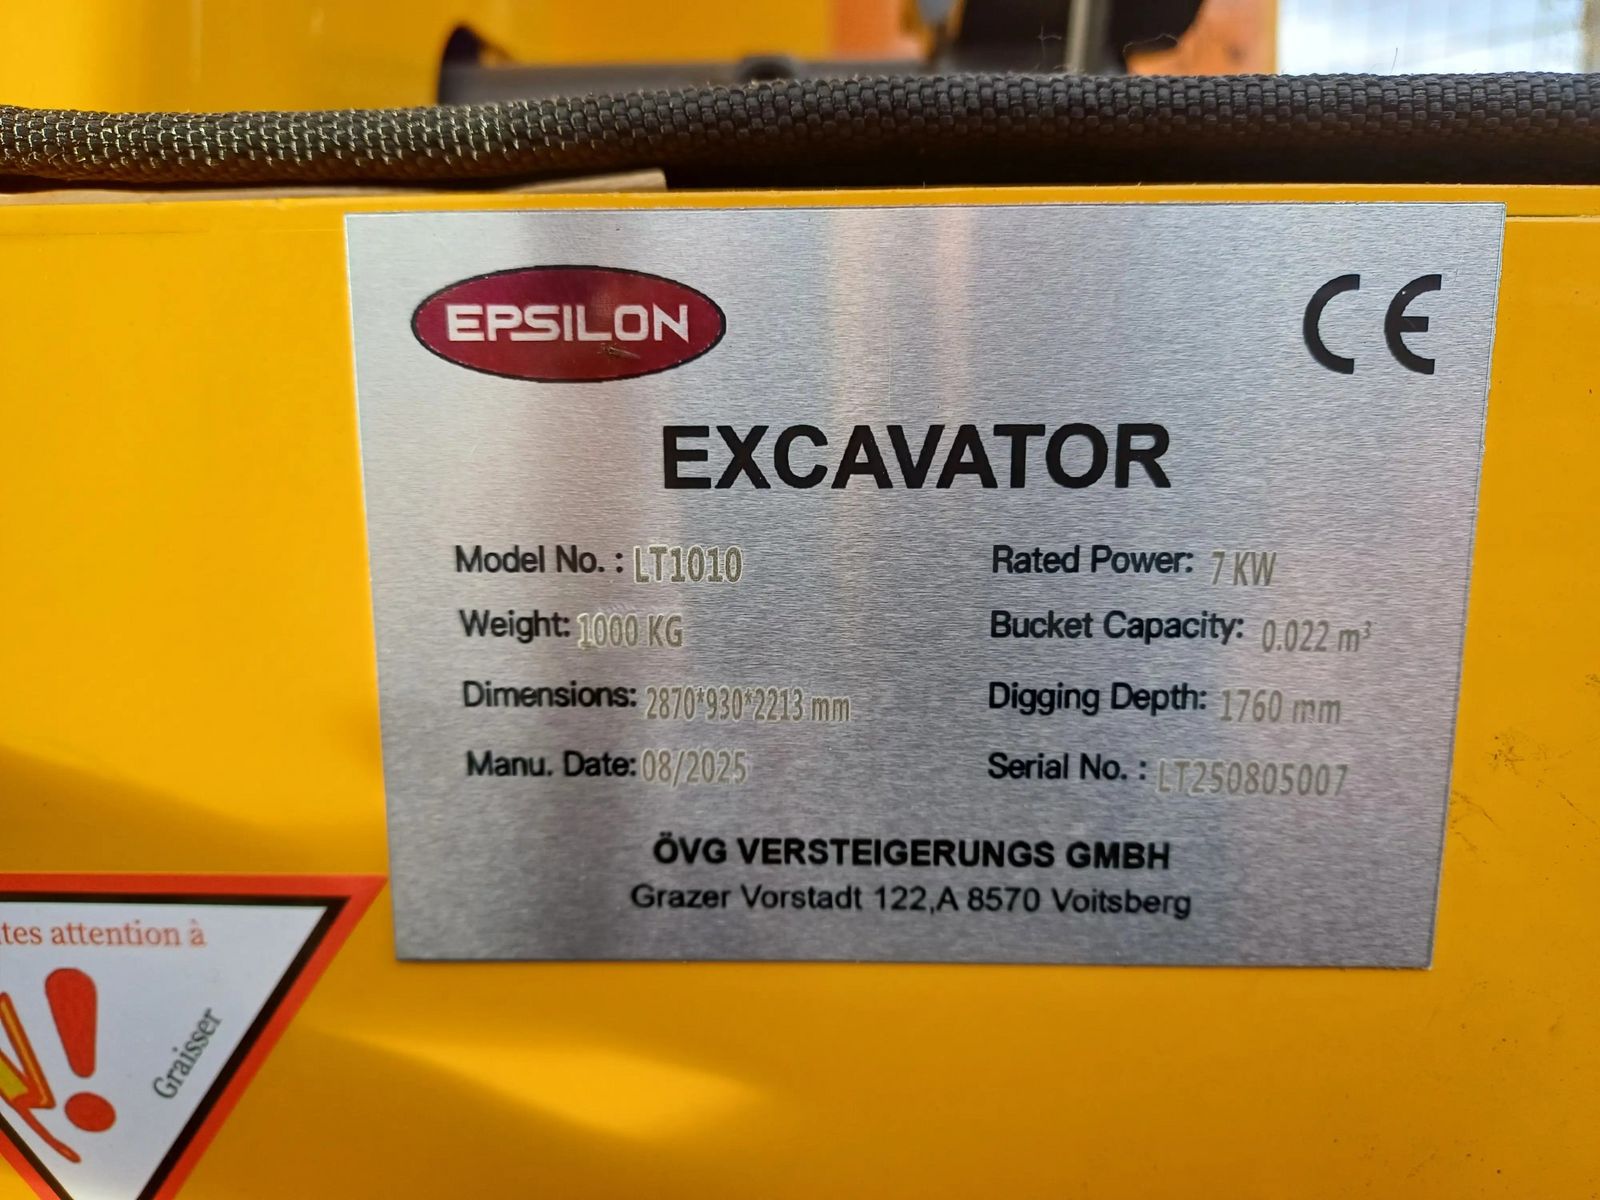 EPSILON
CE
EXCAVATOR
Model No. : LT1010
Rated Power: 7 KW
Weight: 1000 KG
Bucket Capacity: 0.022 m³
Dimensions: 2870*930*2213 mm
Digging Depth: 1760 mm
Manu. Date: 08/2025
Serial No. : LT250805007
ÖVG VERSTEIGERUNGS GMBH
Grazer Vorstadt 122,A 8570 Voitsberg
attention à
Graisser